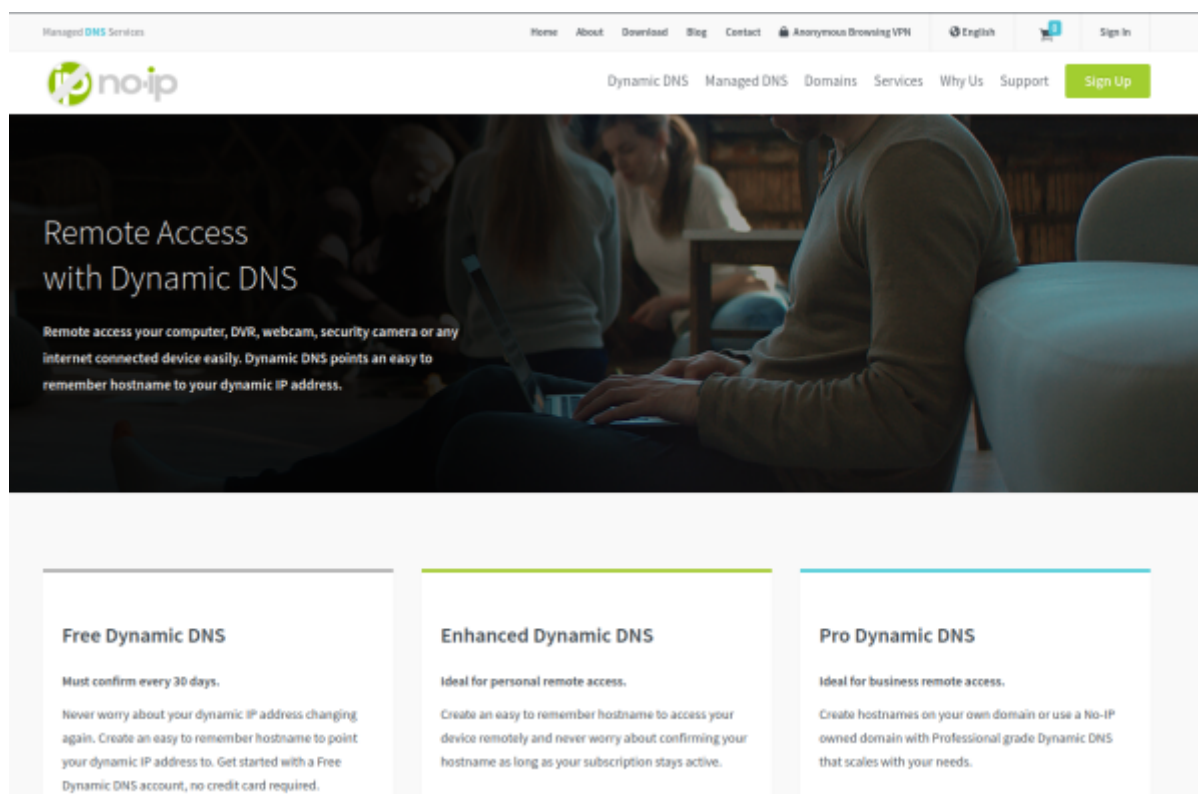 Managed DNS Services
Home About Download Blog Contact Anonymous Browsing VPN English 0 Sign In
ip no·ip Dynamic DNS Managed DNS Domains Services Why Us Support Sign Up
Remote Access
with Dynamic DNS
Remote access your computer, DVR, webcam, security camera or any
internet connected device easily. Dynamic DNS points an easy to
remember hostname to your dynamic IP address.
Free Dynamic DNS
Must confirm every 30 days.
Never worry about your dynamic IP address changing
again. Create an easy to remember hostname to point
your dynamic IP address to. Get started with a Free
Dynamic DNS account, no credit card required.
Enhanced Dynamic DNS
Ideal for personal remote access.
Create an easy to remember hostname to access your
device remotely and never worry about confirming your
hostname as long as your subscription stays active.
Pro Dynamic DNS
Ideal for business remote access.
Create hostnames on your own domain or use a No-IP
owned domain with Professional grade Dynamic DNS
that scales with your needs.